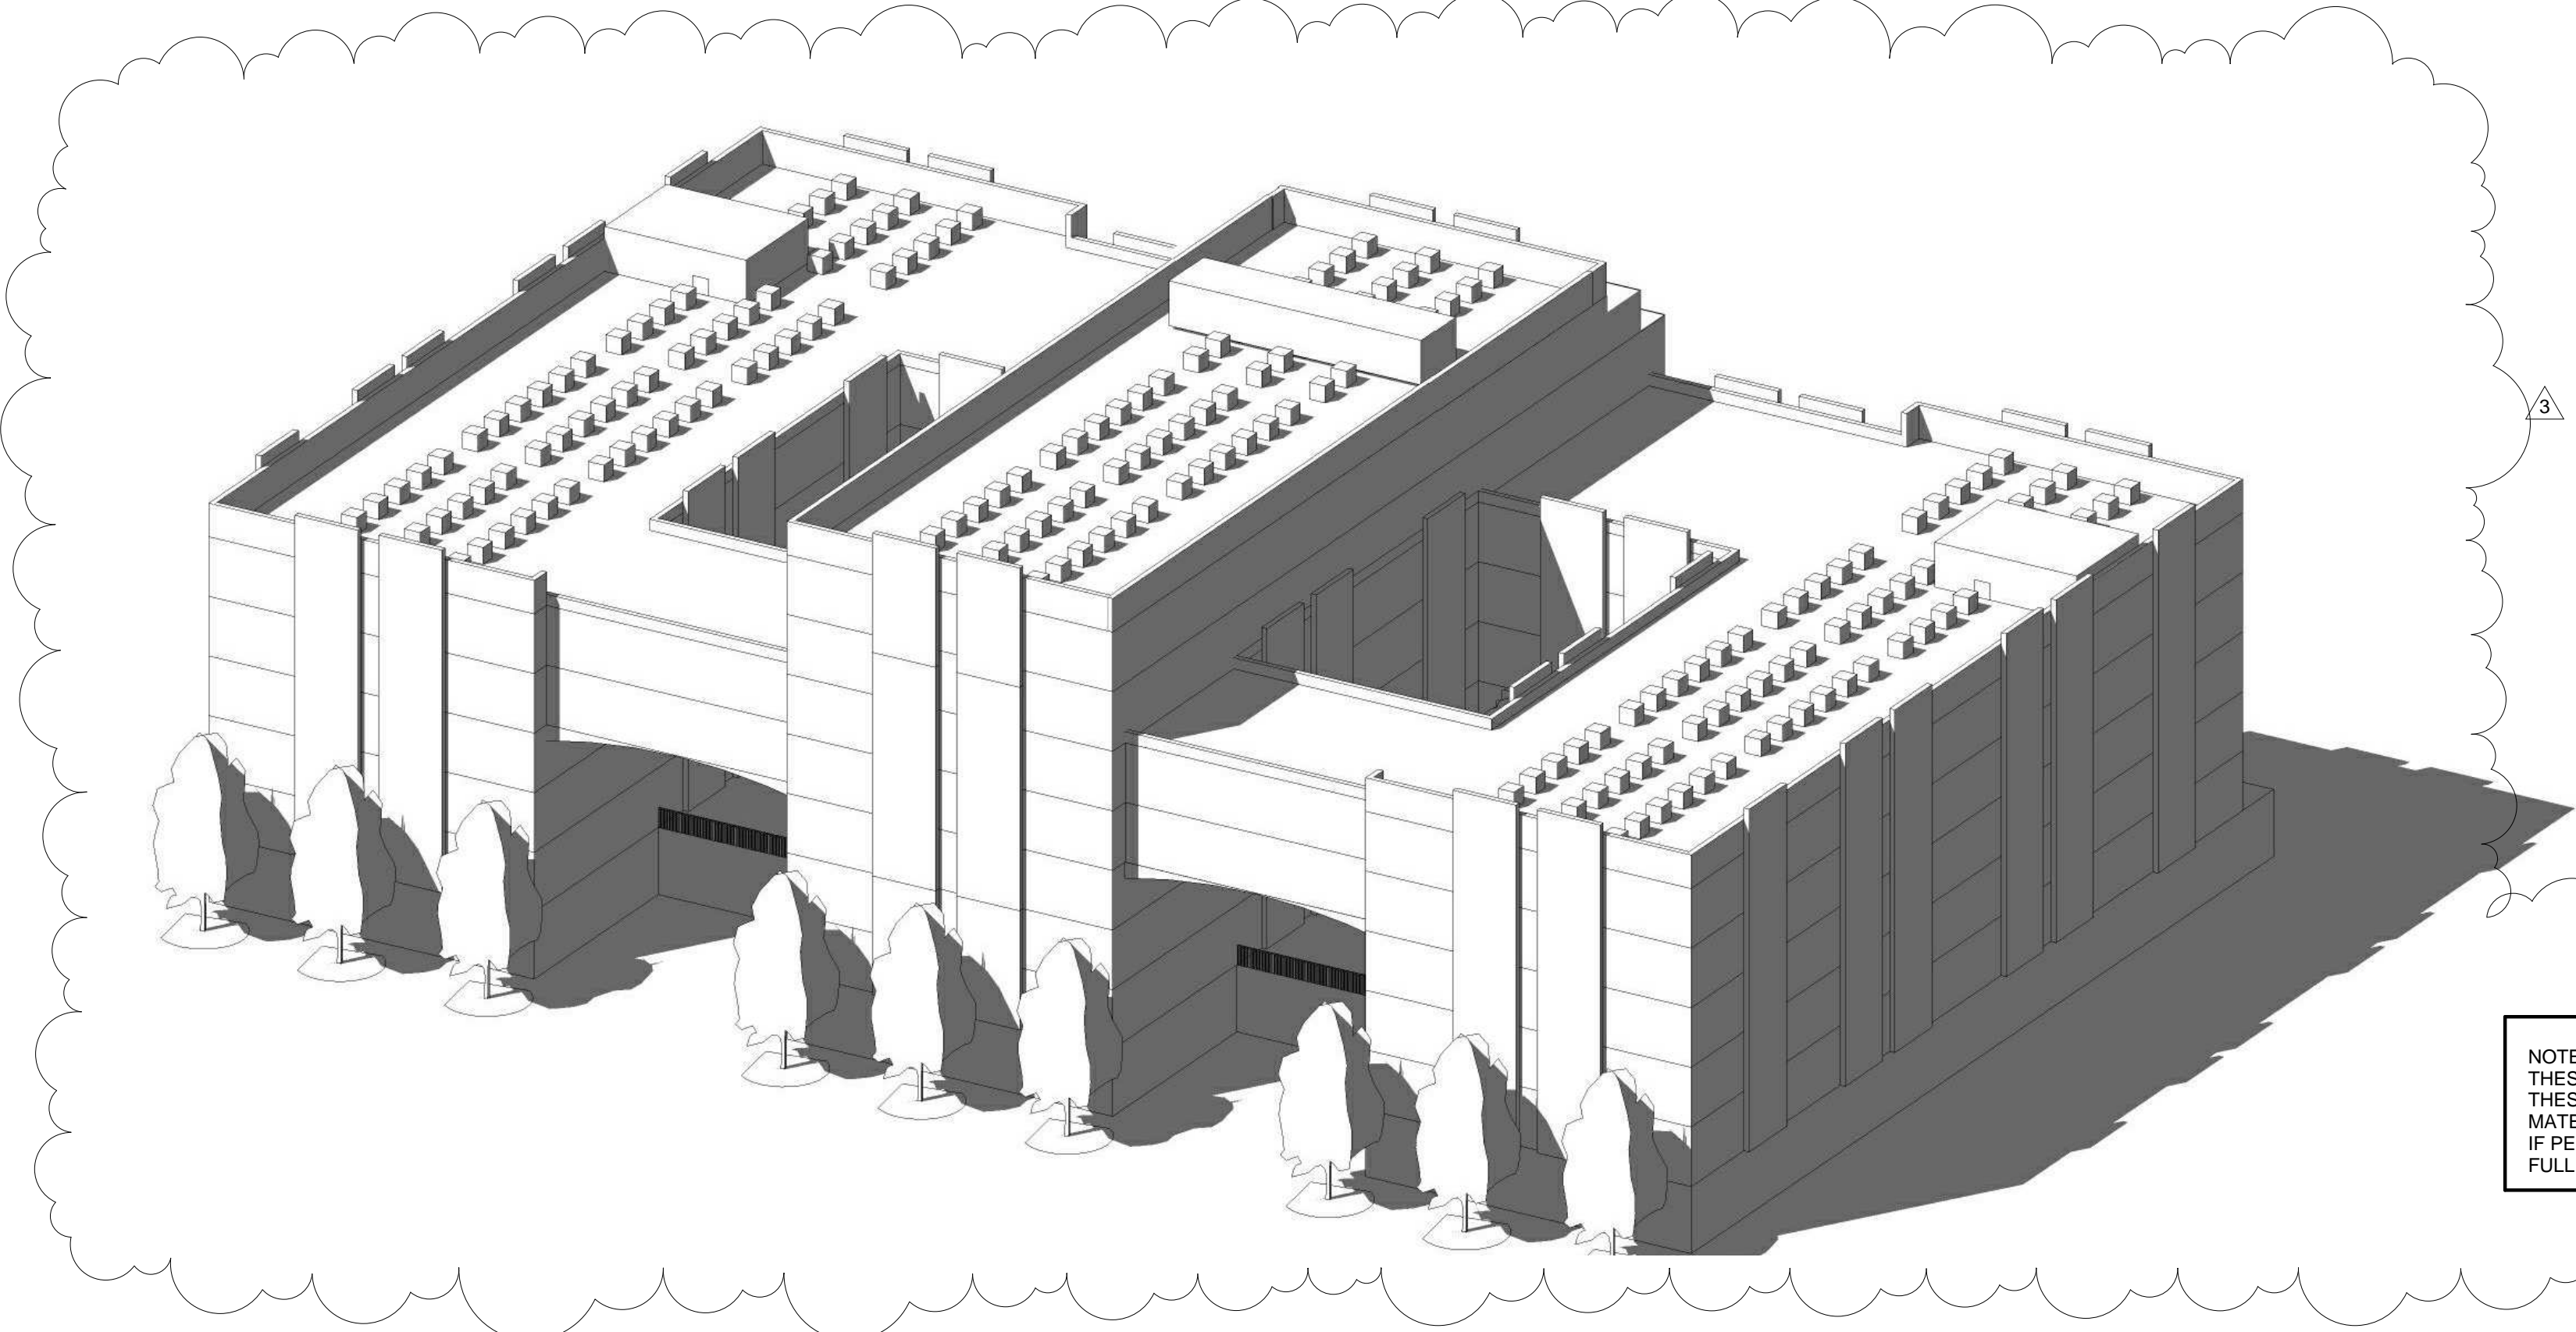 3
NOTE
THES
THES
MATE
IF PE
FULL